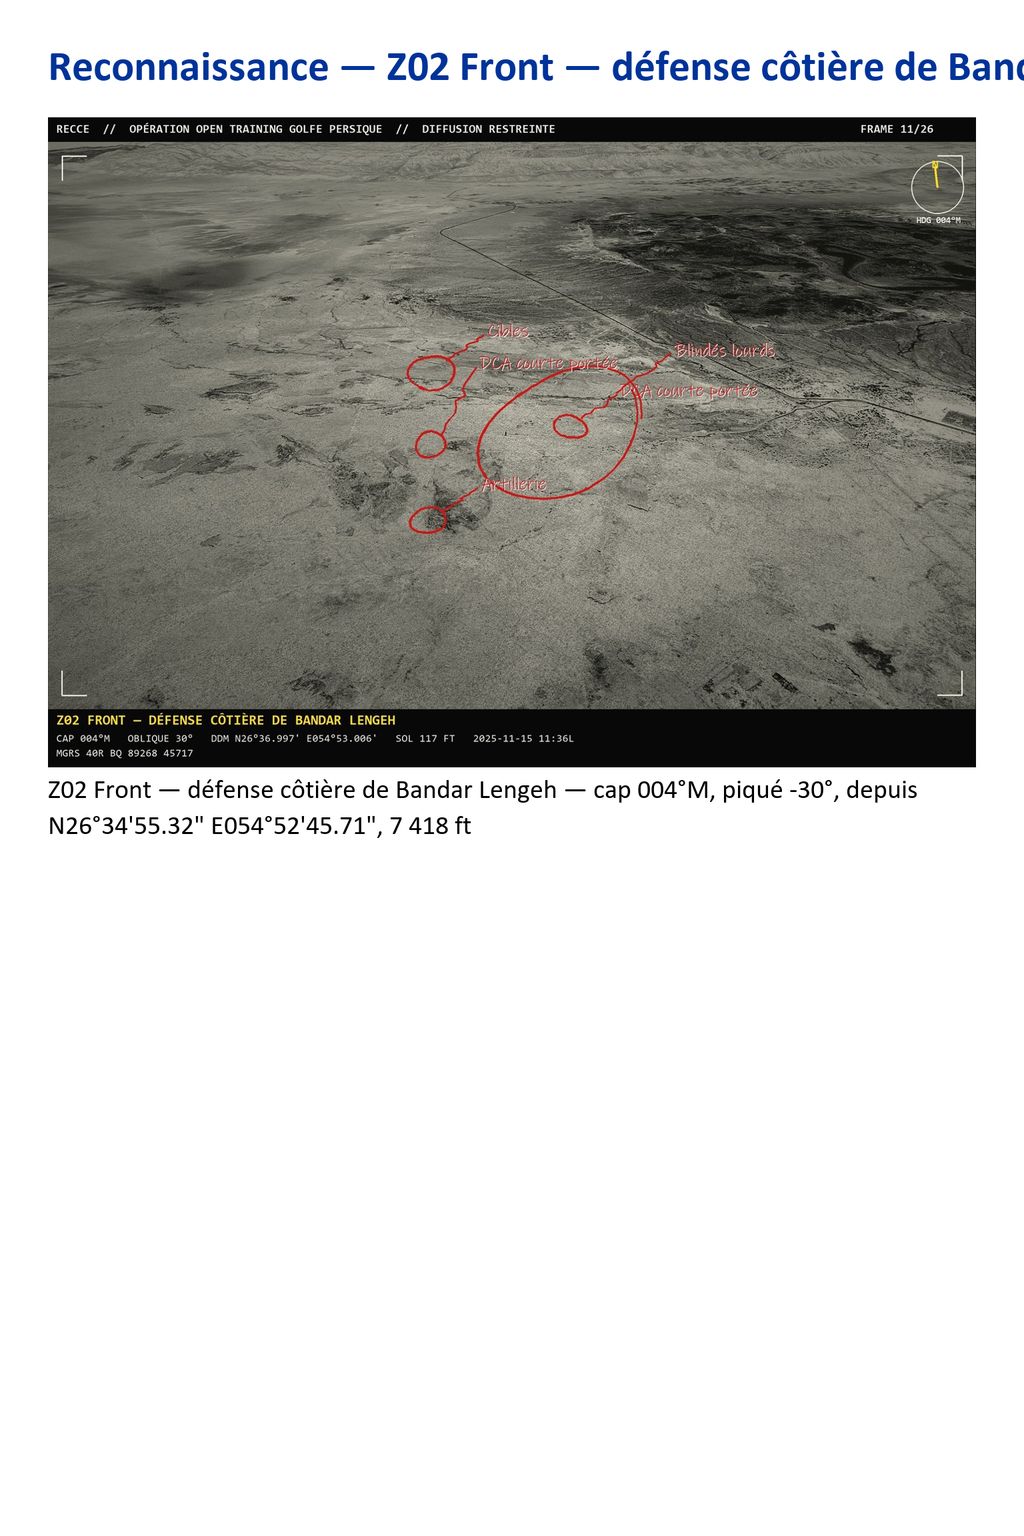 Reconnaissance — Z02 Front — défense côtière de Band
RECCE // OPÉRATION OPEN TRAINING GOLFE PERSIQUE // DIFFUSION RESTREINTE FRAME 11/26
HDG 004°M
Cibles
Blindés lourds
DCA courte portée
DCA courte portée
Artillerie
Z02 FRONT — DÉFENSE CÔTIÈRE DE BANDAR LENGEH
CAP 004°M OBLIQUE 30° DDM N26°36.997' E054°53.006' SOL 117 FT 2025-11-15 11:36L
MGRS 40R BQ 89268 45717
Z02 Front — défense côtière de Bandar Lengeh — cap 004°M, piqué -30°, depuis
N26°34'55.32" E054°52'45.71", 7 418 ft